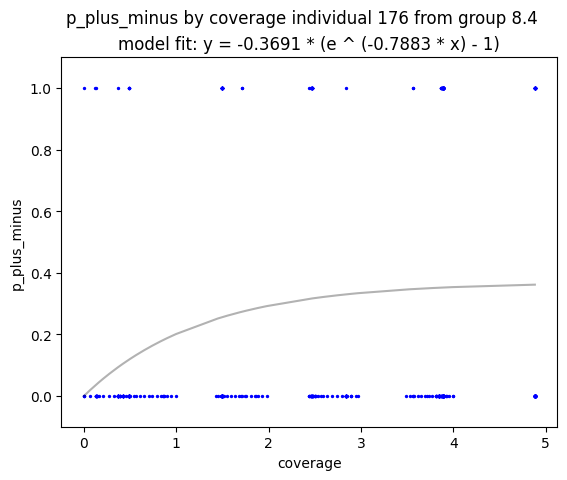 p_plus_minus by coverage individual 176 from group 8.4
model fit: y = -0.3691 * (e ^ (-0.7883 * x) - 1)
1.0
0.8
0.6
0.4
0.2
0.0
p_plus_minus
0 1 2 3 4 5
coverage